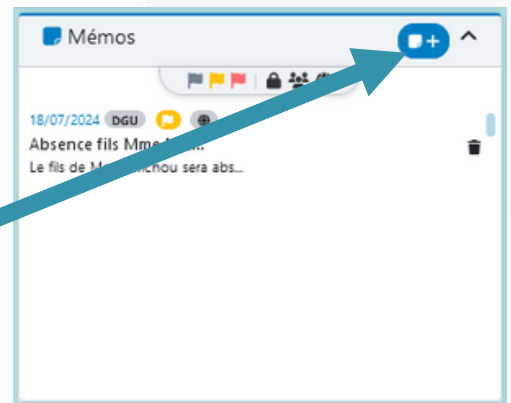 Mémos
18/07/2024 DGU
Absence fils Mme
Le fils de M chou sera abs...